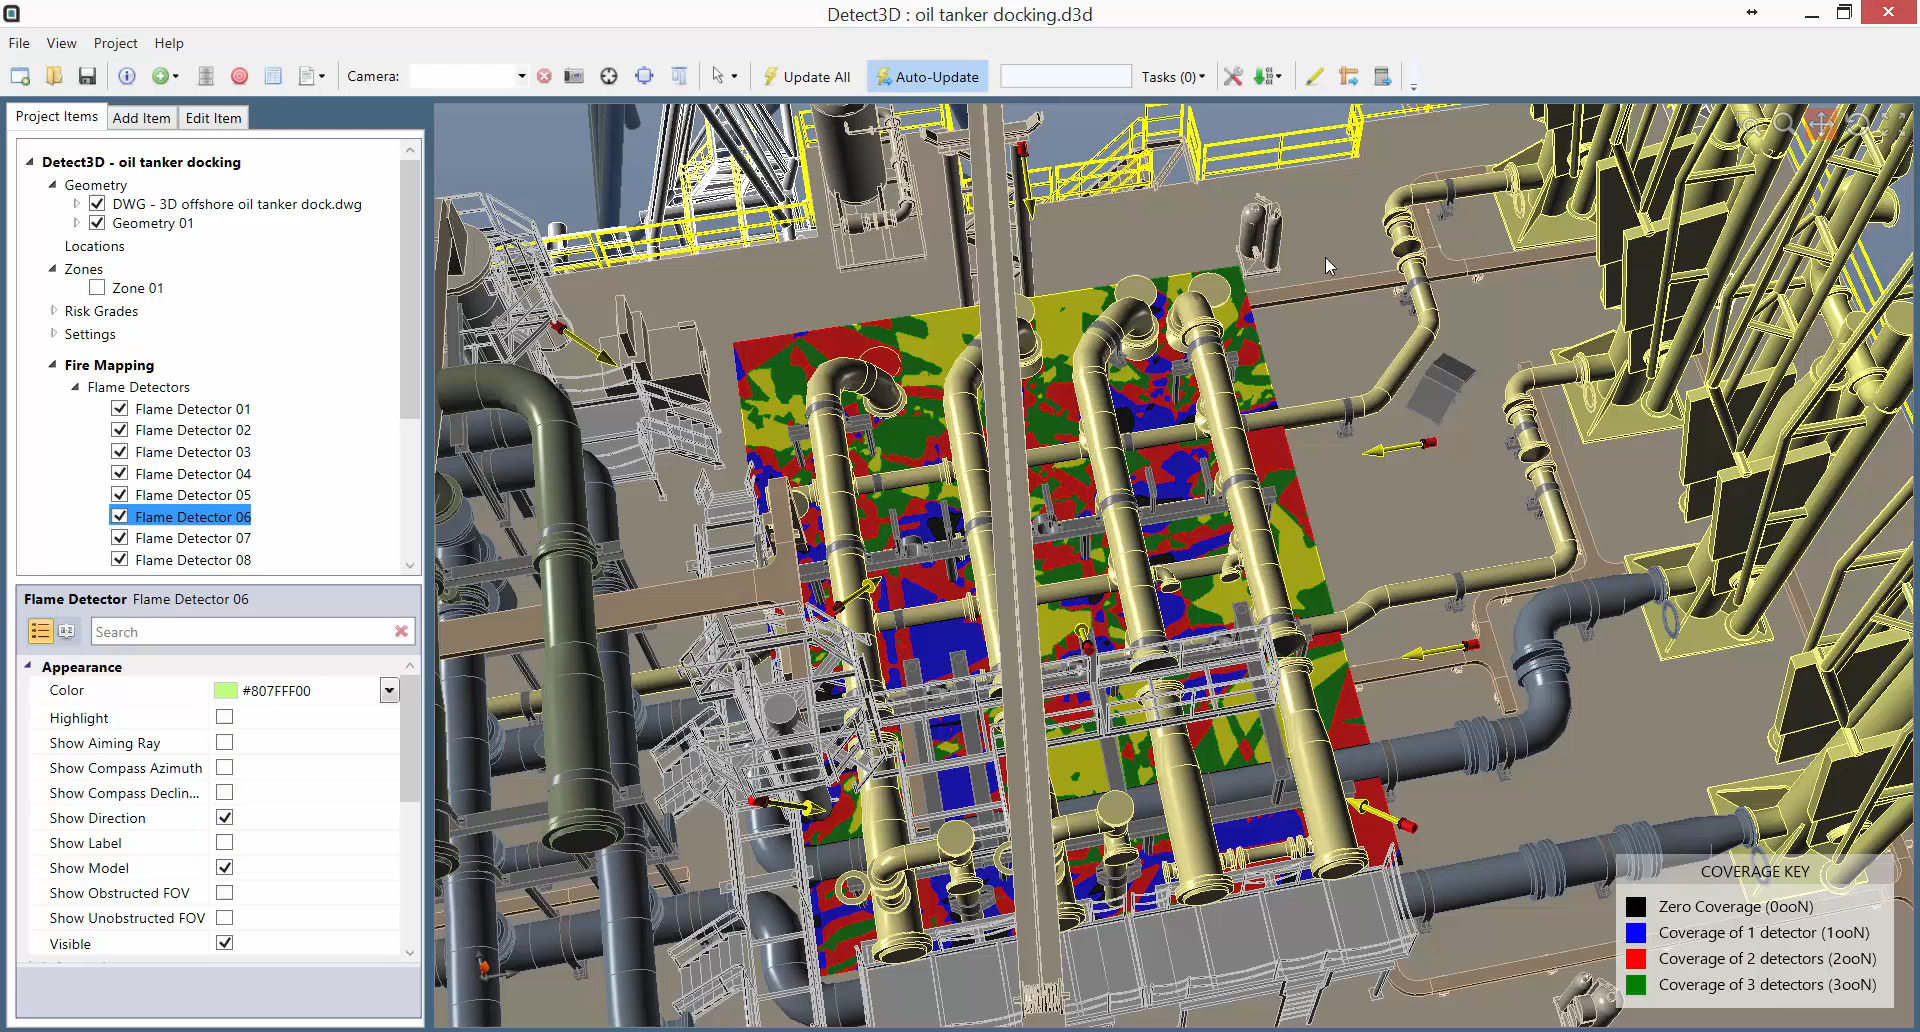 Detect3D : oil tanker docking.d3d
File View Project Help
Camera: Update All Auto-Update Tasks (0)
Project Items Add Item Edit Item
Detect3D - oil tanker docking
Geometry
DWG - 3D offshore oil tanker dock.dwg
Geometry 01
Locations
Zones
Zone 01
Risk Grades
Settings
Fire Mapping
Flame Detectors
Flame Detector 01
Flame Detector 02
Flame Detector 03
Flame Detector 04
Flame Detector 05
Flame Detector 06
Flame Detector 07
Flame Detector 08
Flame Detector Flame Detector 06
Search
Appearance
Color #807FFF00
Highlight
Show Aiming Ray
Show Compass Azimuth
Show Compass Declin...
Show Direction
Show Label
Show Model
Show Obstructed FOV
Show Unobstructed FOV
Visible
COVERAGE KEY
Zero Coverage (0ooN)
Coverage of 1 detector (1ooN)
Coverage of 2 detectors (2ooN)
Coverage of 3 detectors (3ooN)